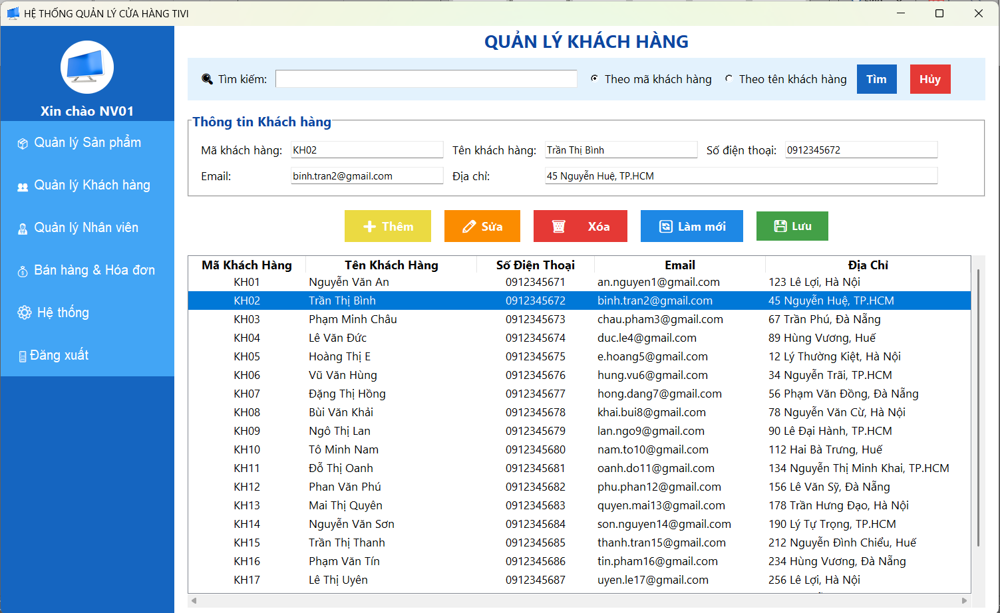 HỆ THỐNG QUẢN LÝ CỬA HÀNG TIVI
Xin chào NV01
Quản lý Sản phẩm
Quản lý Khách hàng
Quản lý Nhân viên
Bán hàng & Hóa đơn
Hệ thống
Đăng xuất
QUẢN LÝ KHÁCH HÀNG
Tìm kiếm: Theo mã khách hàng Theo tên khách hàng Tìm Hủy
Thông tin Khách hàng
Mã khách hàng: KH02 Tên khách hàng: Trần Thị Bình Số điện thoại: 0912345672
Email: binh.tran2@gmail.com Địa chỉ: 45 Nguyễn Huệ, TP.HCM
Thêm Sửa Xóa Làm mới Lưu
Mã Khách Hàng Tên Khách Hàng Số Điện Thoại Email Địa Chỉ
KH01 Nguyễn Văn An 0912345671 an.nguyen1@gmail.com 123 Lê Lợi, Hà Nội
KH02 Trần Thị Bình 0912345672 binh.tran2@gmail.com 45 Nguyễn Huệ, TP.HCM
KH03 Phạm Minh Châu 0912345673 chau.pham3@gmail.com 67 Trần Phú, Đà Nẵng
KH04 Lê Văn Đức 0912345674 duc.le4@gmail.com 89 Hùng Vương, Huế
KH05 Hoàng Thị E 0912345675 e.hoang5@gmail.com 12 Lý Thường Kiệt, Hà Nội
KH06 Vũ Văn Hùng 0912345676 hung.vu6@gmail.com 34 Nguyễn Trãi, TP.HCM
KH07 Đặng Thị Hồng 0912345677 hong.dang7@gmail.com 56 Phạm Văn Đồng, Đà Nẵng
KH08 Bùi Văn Khải 0912345678 khai.bui8@gmail.com 78 Nguyễn Văn Cừ, Hà Nội
KH09 Ngô Thị Lan 0912345679 lan.ngo9@gmail.com 90 Lê Đại Hành, TP.HCM
KH10 Tô Minh Nam 0912345680 nam.to10@gmail.com 112 Hai Bà Trưng, Huế
KH11 Đỗ Thị Oanh 0912345681 oanh.do11@gmail.com 134 Nguyễn Thị Minh Khai, TP.HCM
KH12 Phan Văn Phú 0912345682 phu.phan12@gmail.com 156 Lê Văn Sỹ, Đà Nẵng
KH13 Mai Thị Quyên 0912345683 quyen.mai13@gmail.com 178 Trần Hưng Đạo, Hà Nội
KH14 Nguyễn Văn Sơn 0912345684 son.nguyen14@gmail.com 190 Lý Tự Trọng, TP.HCM
KH15 Trần Thị Thanh 0912345685 thanh.tran15@gmail.com 212 Nguyễn Đình Chiểu, Huế
KH16 Phạm Văn Tín 0912345686 tin.pham16@gmail.com 234 Hùng Vương, Đà Nẵng
KH17 Lê Thị Uyên 0912345687 uyen.le17@gmail.com 256 Lê Lợi, Hà Nội